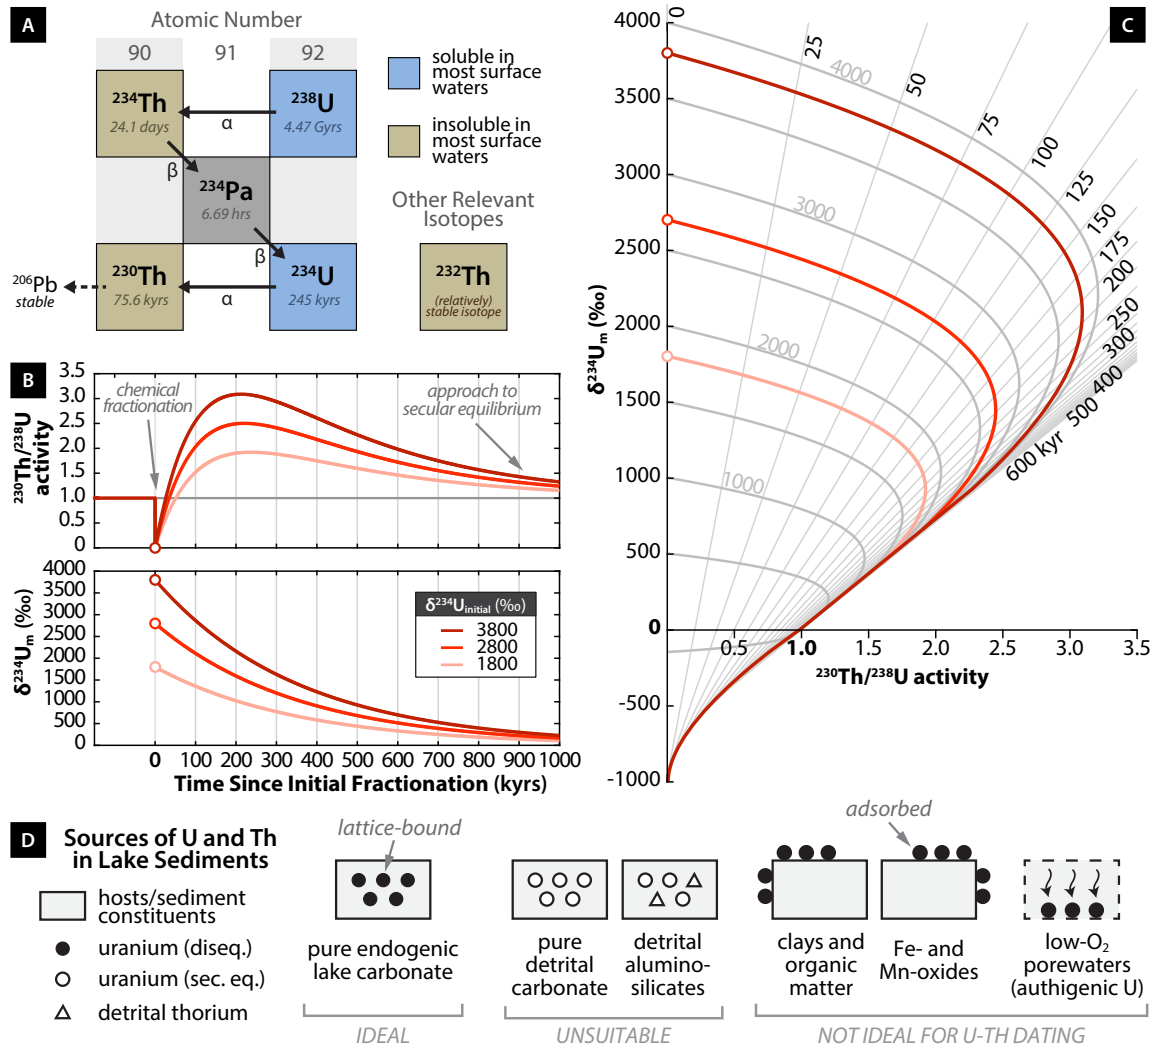 A
Atomic Number
90 91 92
²³⁴Th
24.1 days
²³⁸U
4.47 Gyrs
α
β
²³⁴Pa
6.69 hrs
β
²⁰⁶Pb
stable
²³⁰Th
75.6 kyrs
α
²³⁴U
245 kyrs
soluble in
most surface
waters
insoluble in
most surface
waters
Other Relevant
Isotopes
²³²Th
(relatively)
stable isotope
B
²³⁰Th/²³⁸U
activity
3.5
3.0
2.5
2.0
1.5
1.0
0.5
0
chemical
fractionation
approach to
secular equilibrium
δ²³⁴Uₘ (‰)
4000
3500
3000
2500
2000
1500
1000
500
0
δ²³⁴U_initial (‰)
3800
2800
1800
0 100 200 300 400 500 600 700 800 900 1000
Time Since Initial Fractionation (kyrs)
C
δ²³⁴Uₘ (‰)
4000
3500
3000
2500
2000
1500
1000
500
0
-500
-1000
0
25
50
75
100
125
150
175
200
250
300
400
500
600 kyr
4000
3000
2000
1000
0.5 1.0 1.5 2.0 2.5 3.0 3.5
²³⁰Th/²³⁸U activity
D
Sources of U and Th
in Lake Sediments
hosts/sediment
constituents
uranium (diseq.)
uranium (sec. eq.)
detrital thorium
lattice-bound
pure endogenic
lake carbonate
IDEAL
pure
detrital
carbonate
detrital
alumino-
silicates
UNSUITABLE
adsorbed
clays and
organic
matter
Fe- and
Mn-oxides
low-O₂
porewaters
(authigenic U)
NOT IDEAL FOR U-TH DATING